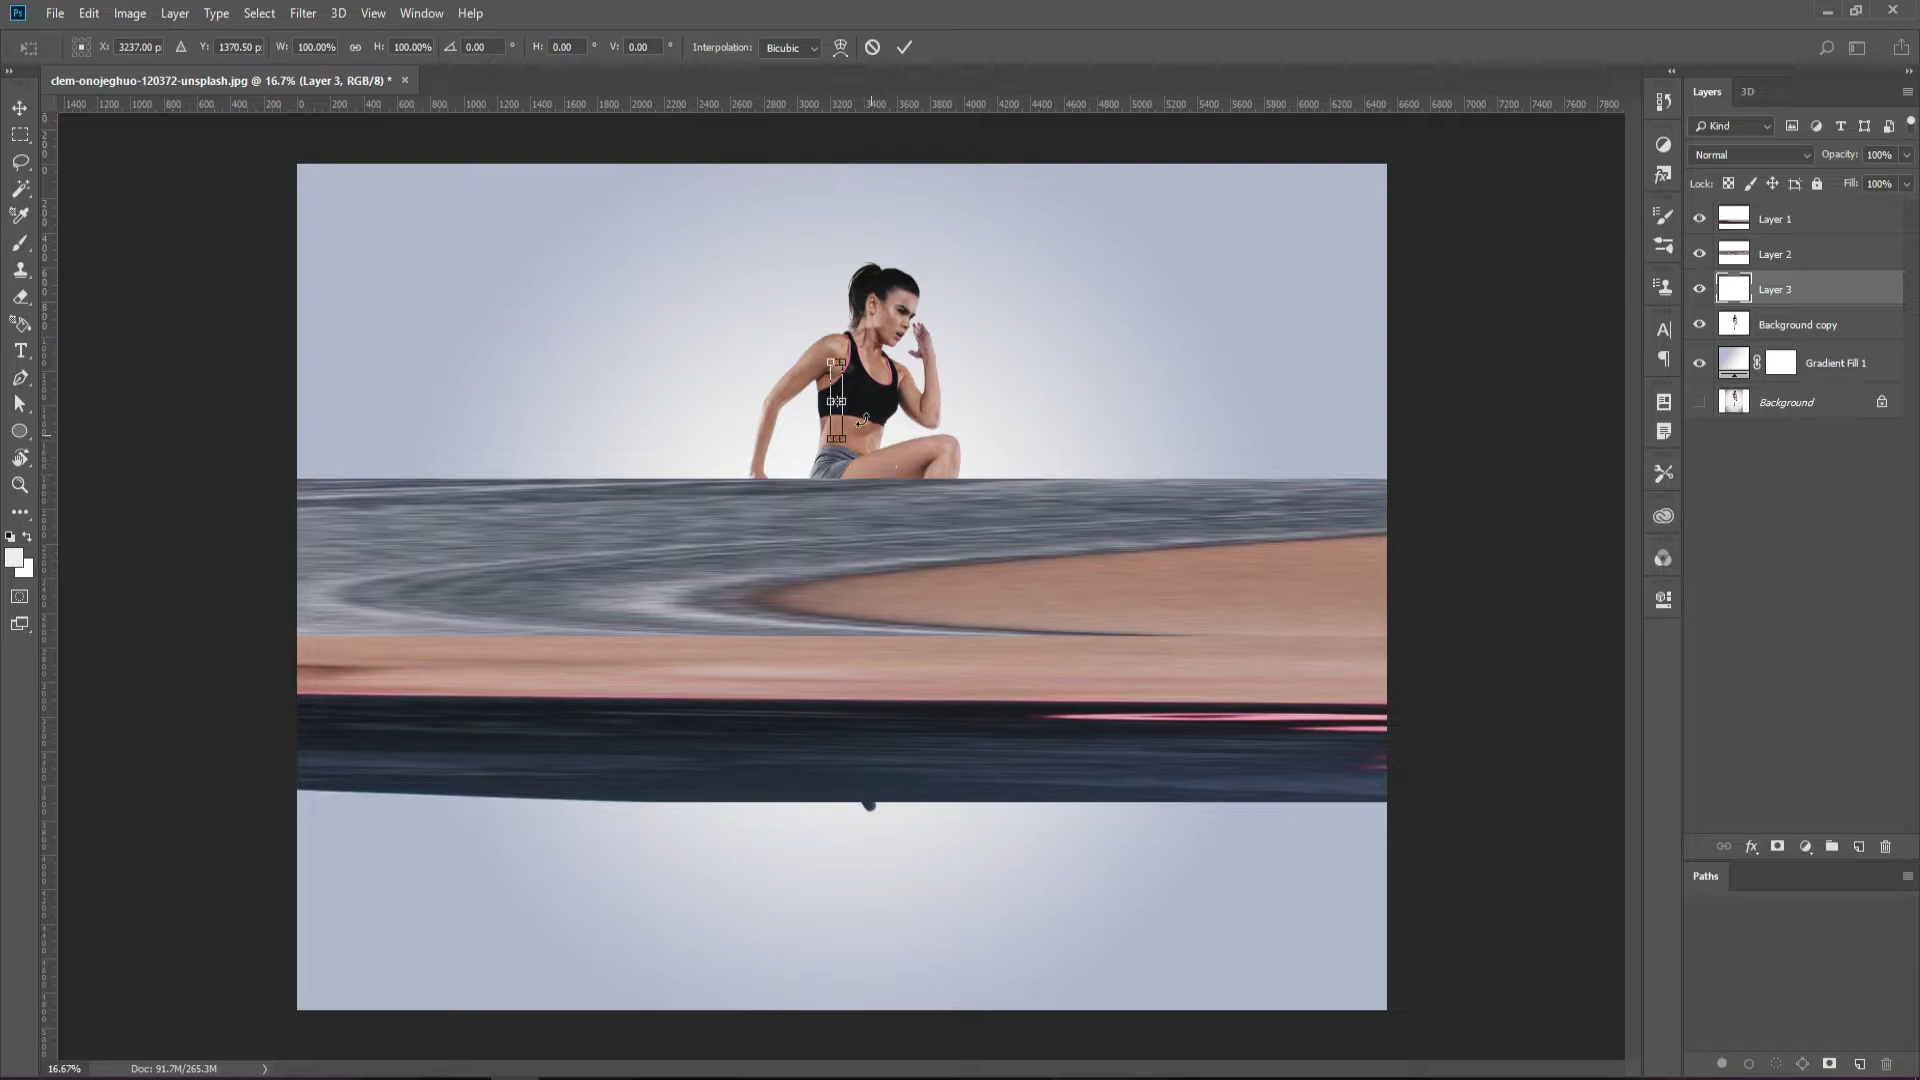 Ps File Edit Image Layer Type Select Filter 3D View Window Help
X: 3237.00 p: Y: 1370.50 p: W: 100.00% H: 100.00% 0.00 ° H: 0.00 ° V: 0.00 ° Interpolation: Bicubic
clem-onojeghuo-120372-unsplash.jpg @ 16.7% (Layer 3, RGB/8) * ×
1400 1200 1000 800 600 400 200 0 200 400 600 800 1000 1200 1400 1600 1800 2000 2200 2400 2600 2800 3000 3200 3400 3600 3800 4000 4200 4400 4600 4800 5000 5200 5400 5600 5800 6000 6200 6400 6600 6800 7000 7200 7400 7600 7800
Layers 3D
Kind
Normal Opacity: 100%
Lock: Fill: 100%
Layer 1
Layer 2
Layer 3
Background copy
Gradient Fill 1
Background
Paths
16.67% Doc: 91.7M/265.3M